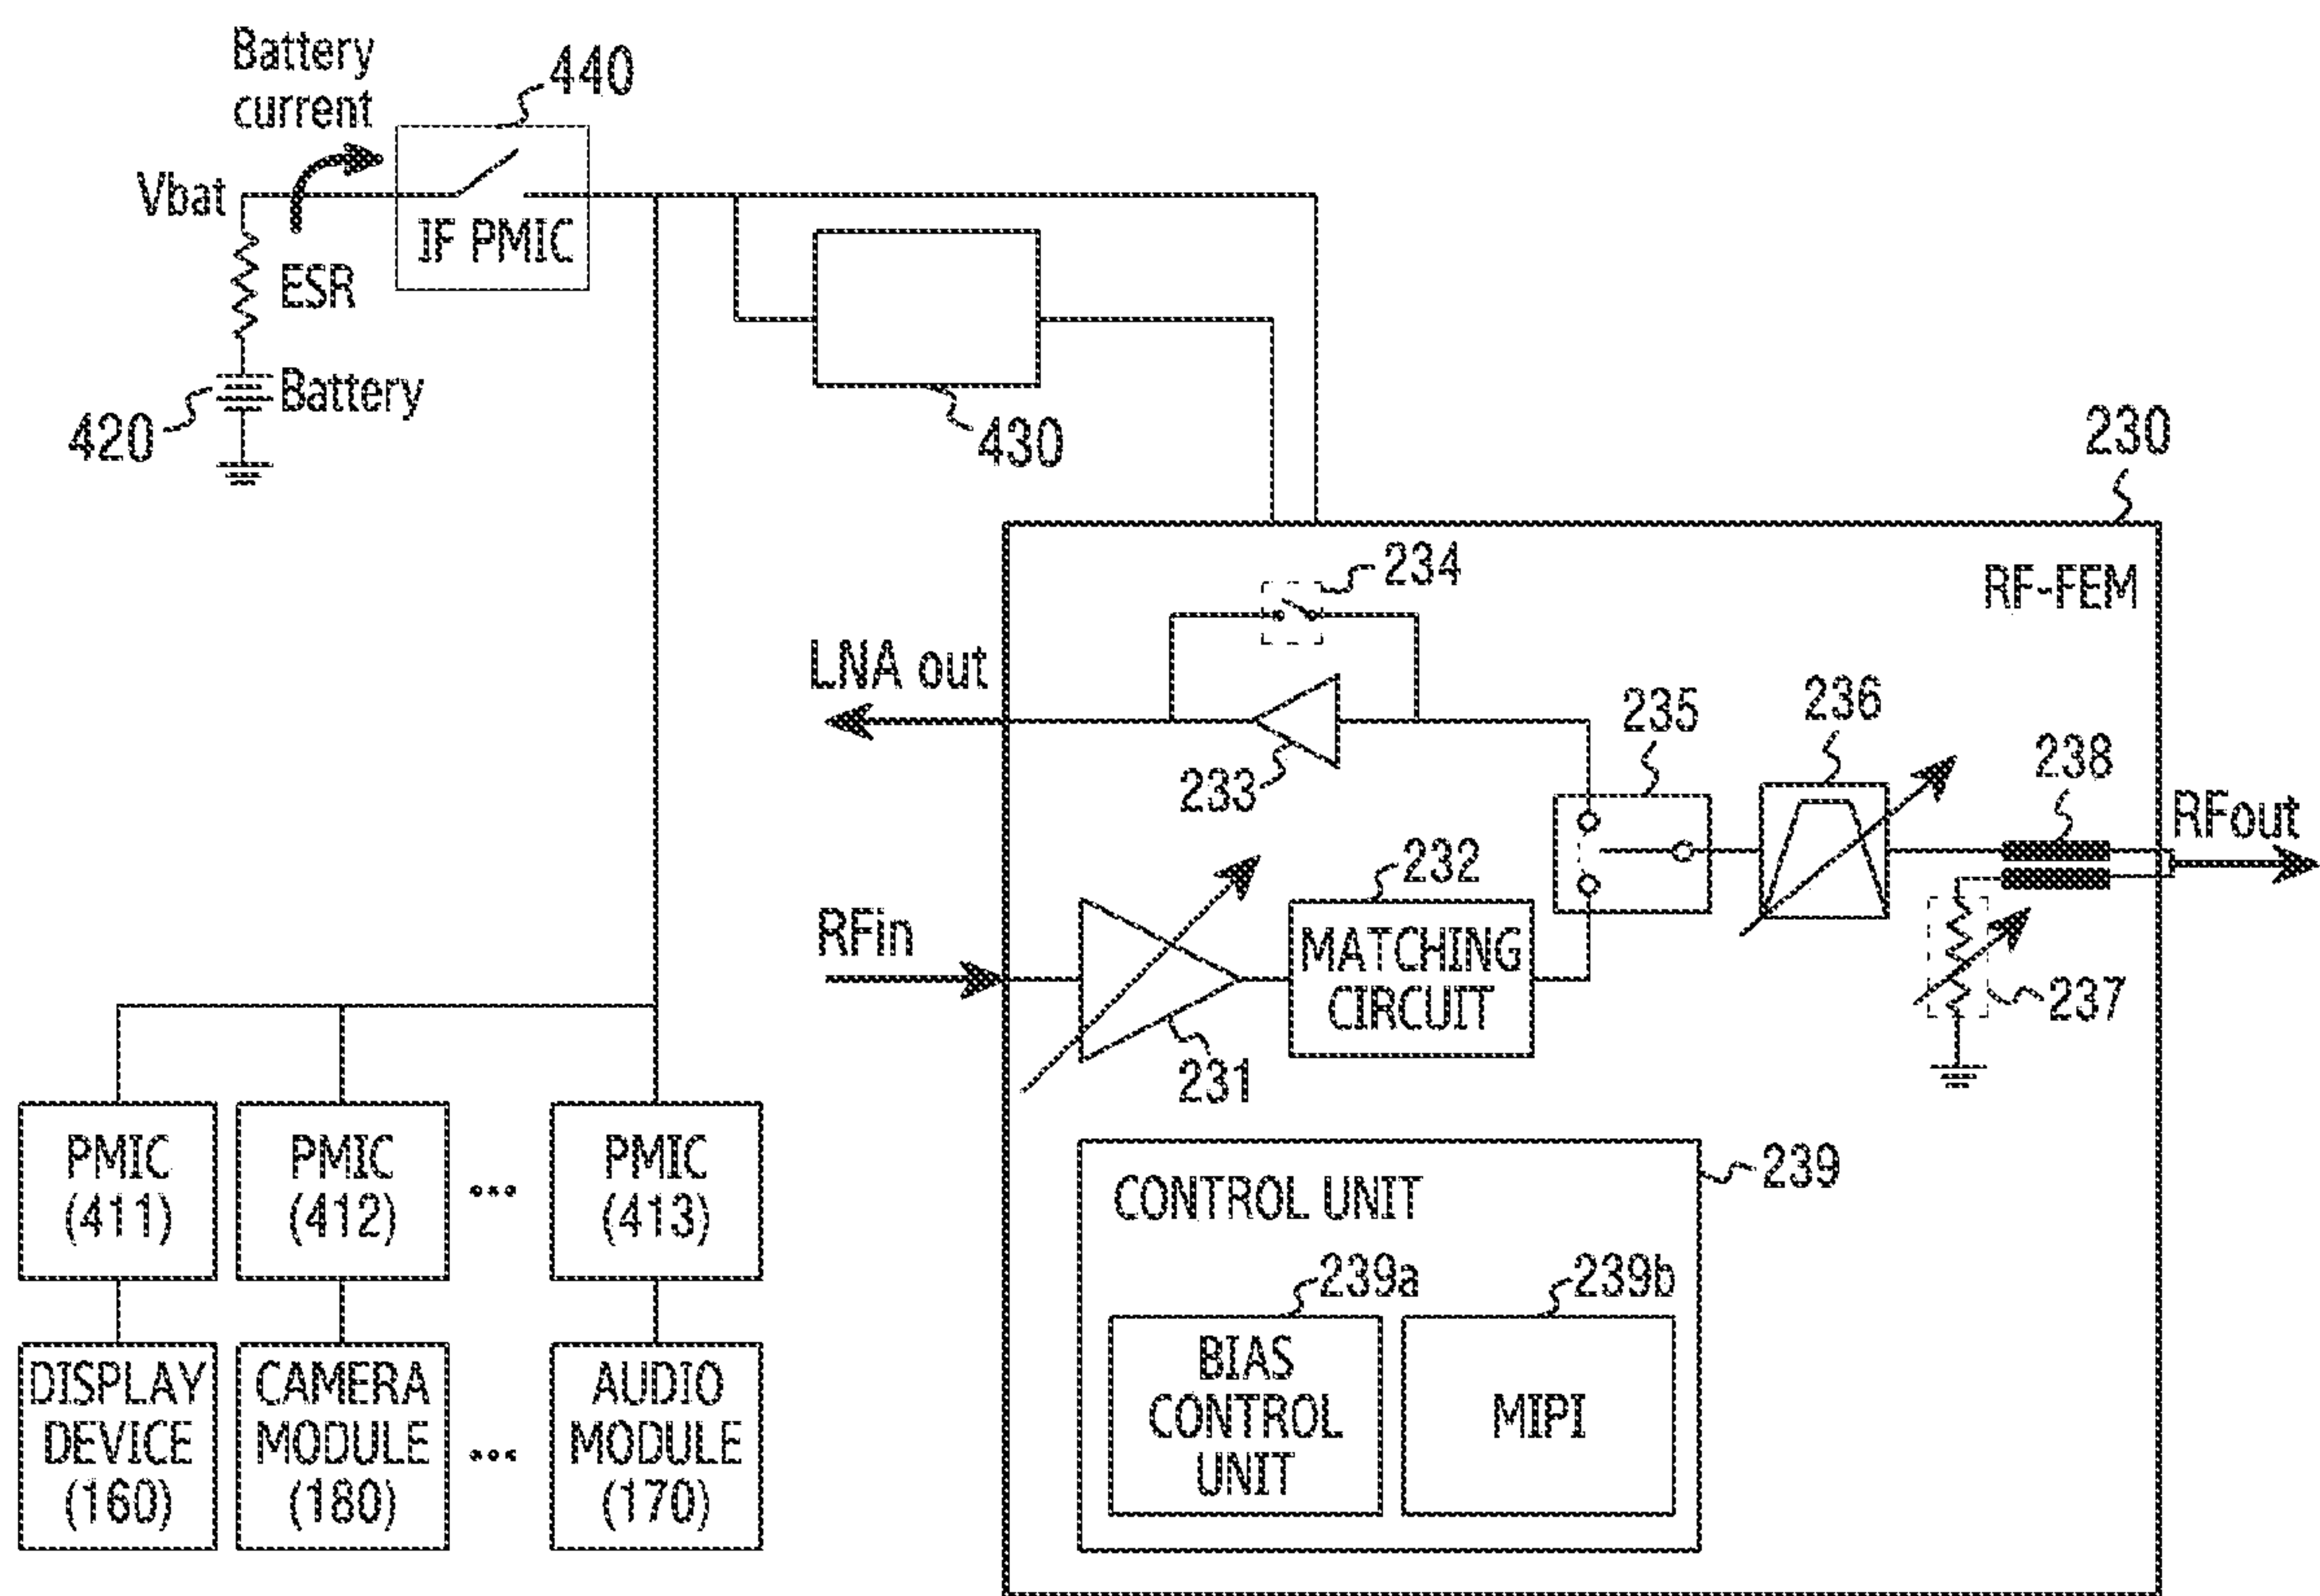 Battery
current
440
Vbat
IF PMIC
ESR
Battery
420
430
230
RF-FEM
234
LNA out
233
235
236
238
RFout
232
RFin
MATCHING
CIRCUIT
231
237
PMIC
(411)
PMIC
(412)
...
PMIC
(413)
DISPLAY
DEVICE
(160)
CAMERA
MODULE
(180)
...
AUDIO
MODULE
(170)
239
CONTROL UNIT
239a
239b
BIAS
CONTROL
UNIT
MIPI